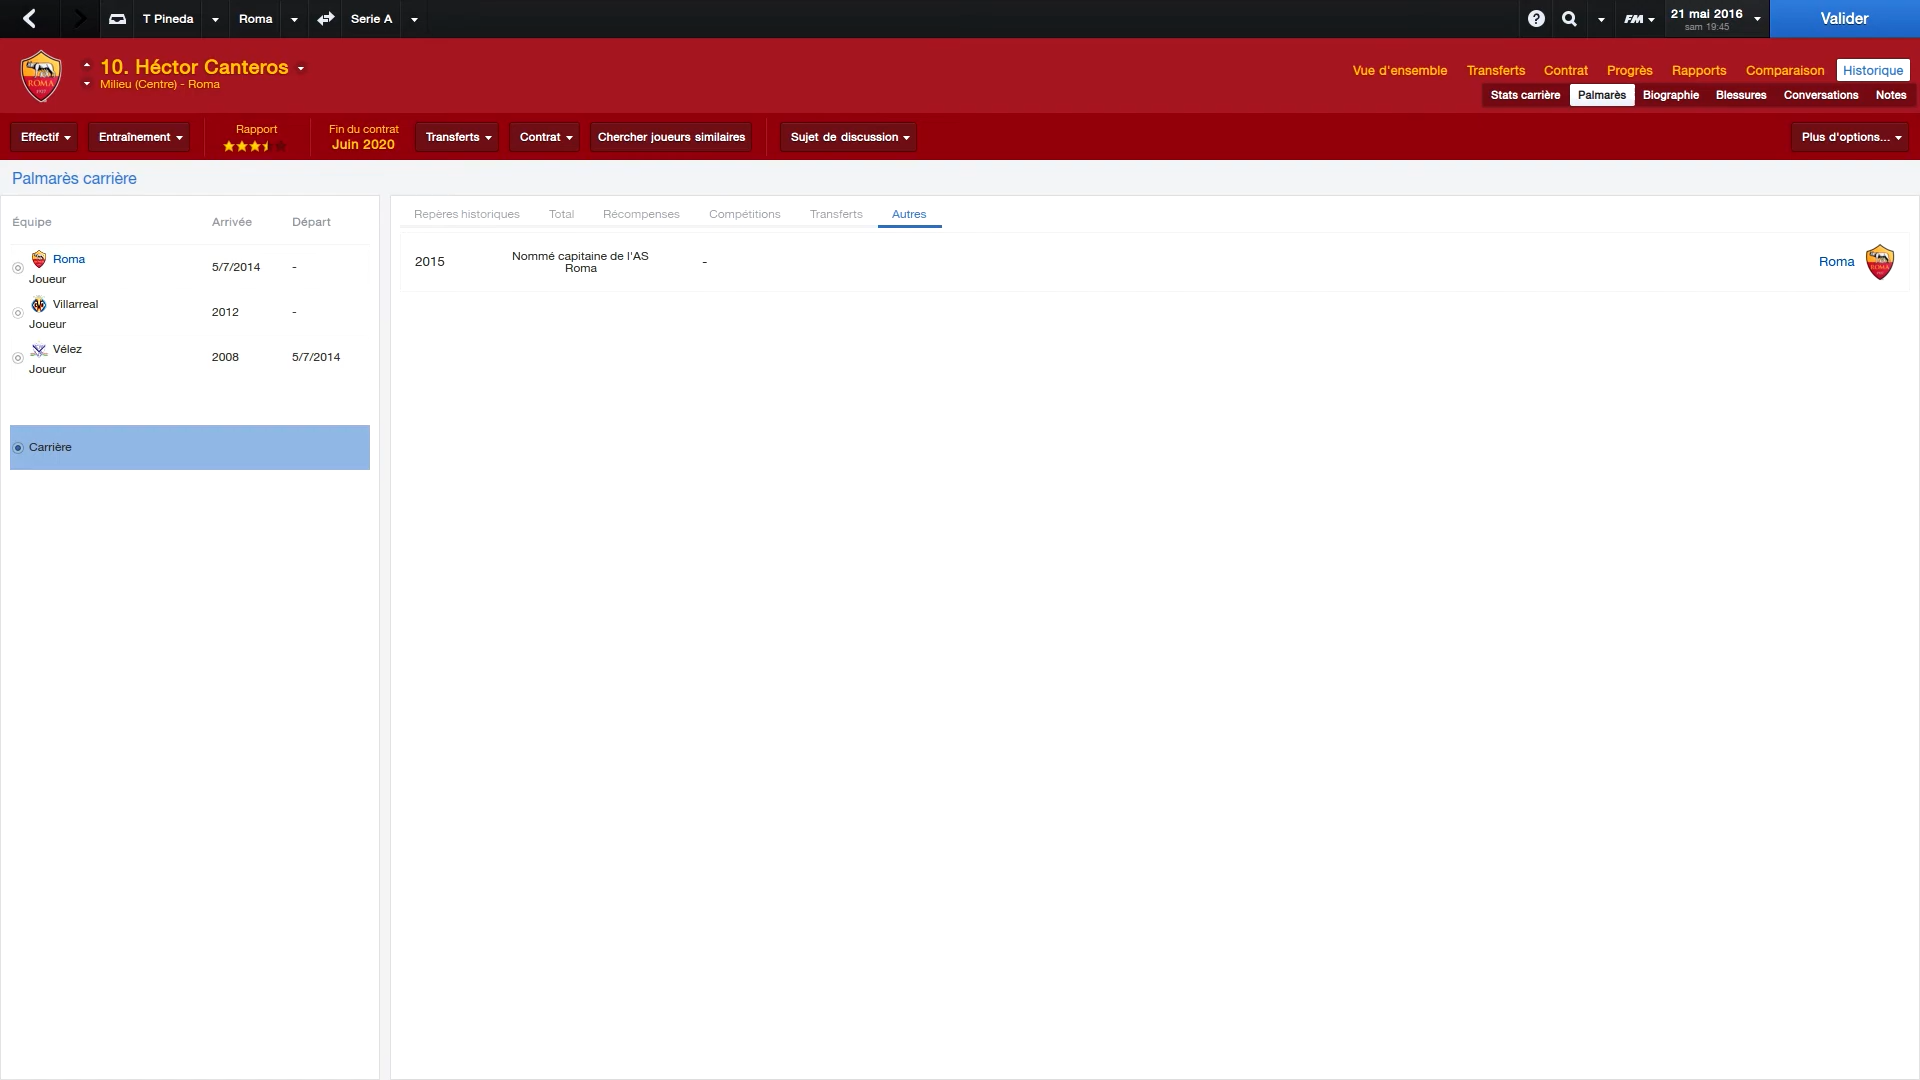 T Pineda
Roma
Serie A
FM
21 mai 2016
sam 19:45
Valider
10. Héctor Canteros
Milieu (Centre) - Roma
Vue d'ensemble
Transferts
Contrat
Progrès
Rapports
Comparaison
Historique
Stats carrière
Palmarès
Biographie
Blessures
Conversations
Notes
Effectif
Entraînement
Rapport
Fin du contrat
Juin 2020
Transferts
Contrat
Chercher joueurs similaires
Sujet de discussion
Plus d'options...
Palmarès carrière
Équipe Arrivée Départ
Roma
Joueur
5/7/2014 -
Villarreal
Joueur
2012 -
Vélez
Joueur
2008 5/7/2014
Carrière
Repères historiques
Total
Récompenses
Compétitions
Transferts
Autres
2015
Nommé capitaine de l'AS
Roma
-
Roma